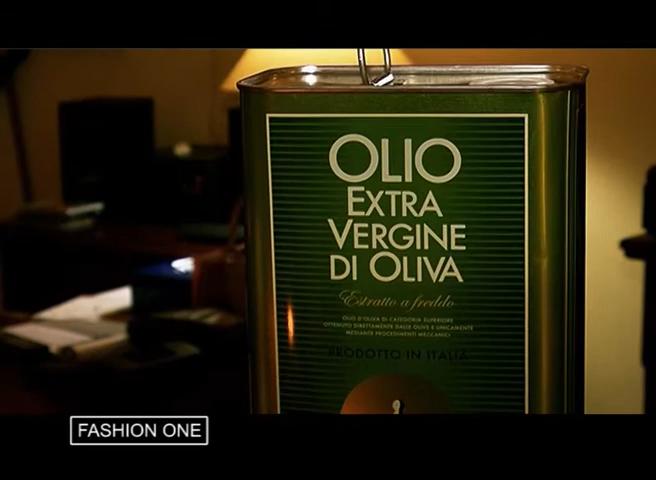 OLIO
EXTRA
VERGINE
DI OLIVA
Estratto a freddo
OLIO D'OLIVA DI CATEGORIA SUPERIORE
OTTENUTO DIRETTAMENTE DALLE OLIVE E UNICAMENTE
MEDIANTE PROCEDIMENTI MECCANICI
PRODOTTO IN ITALIA
FASHION ONE